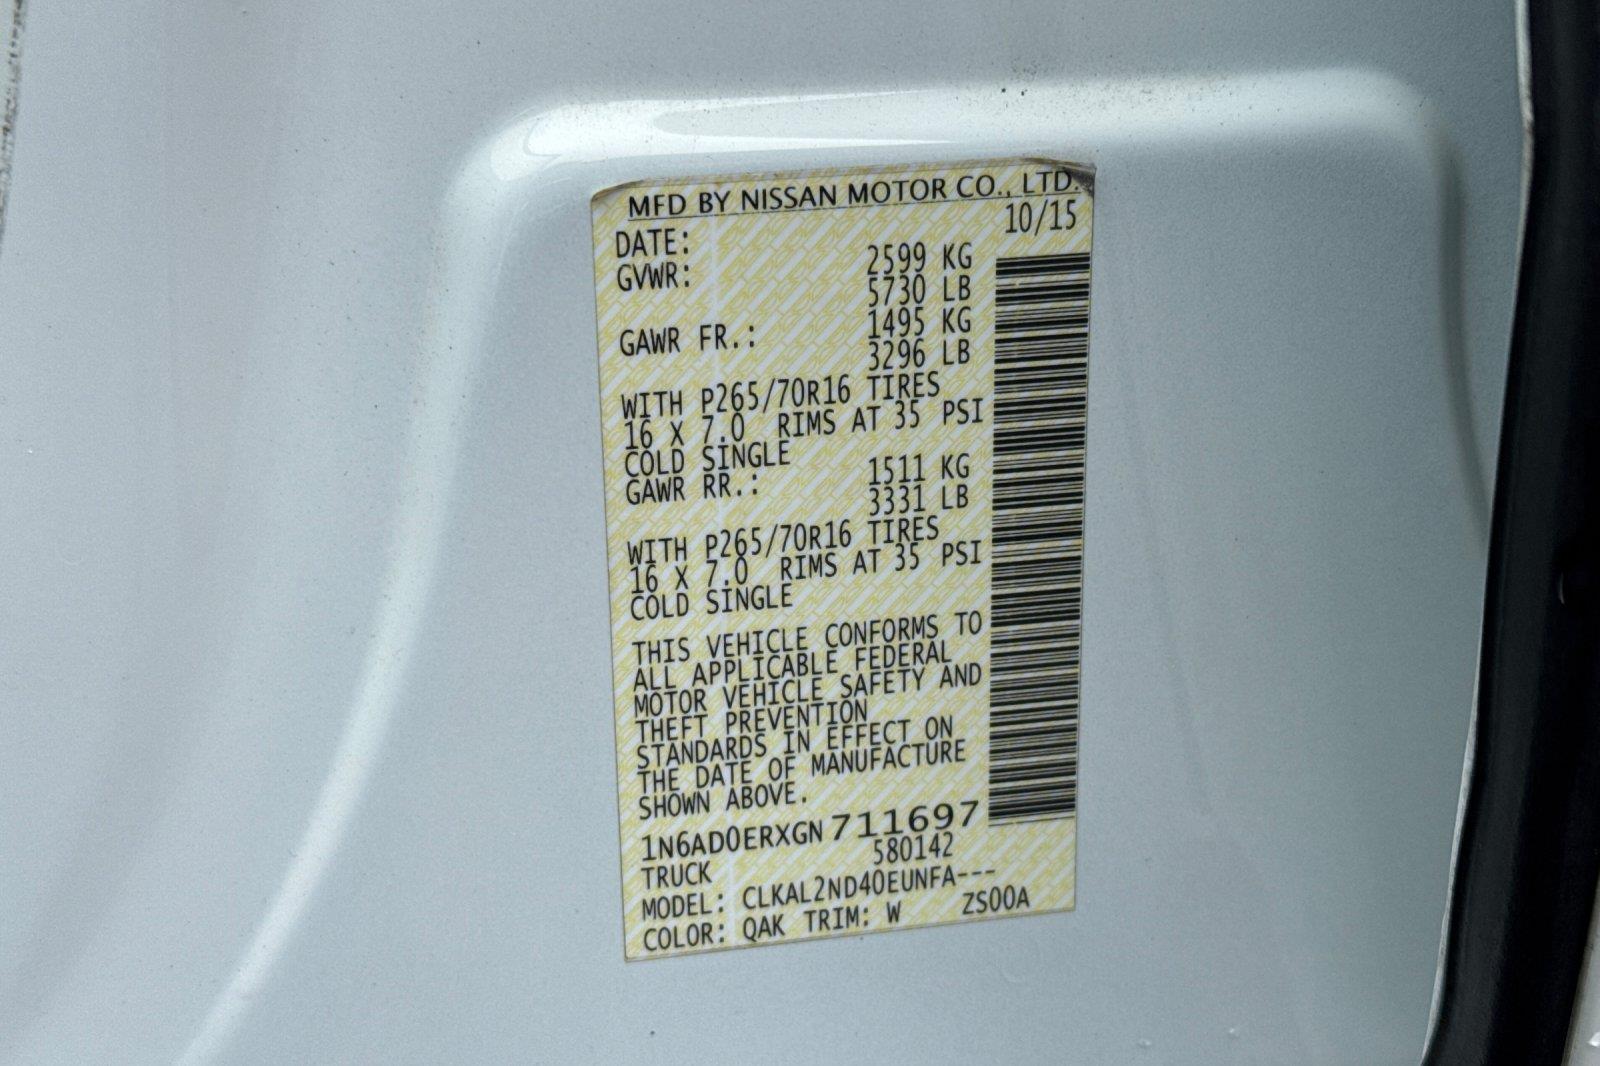 MFD BY NISSAN MOTOR CO., LTD.
DATE: 10/15
GVWR: 2599 KG
5730 LB
GAWR FR.: 1495 KG
3296 LB
WITH P265/70R16 TIRES
16 X 7.0 RIMS AT 35 PSI
COLD SINGLE
GAWR RR.: 1511 KG
3331 LB
WITH P265/70R16 TIRES
16 X 7.0 RIMS AT 35 PSI
COLD SINGLE
THIS VEHICLE CONFORMS TO
ALL APPLICABLE FEDERAL
MOTOR VEHICLE SAFETY AND
THEFT PREVENTION
STANDARDS IN EFFECT ON
THE DATE OF MANUFACTURE
SHOWN ABOVE.
1N6AD0ERXGN711697
TRUCK 580142
MODEL: CLKAL2ND40EUNFA---
COLOR: QAK TRIM: W ZS00A